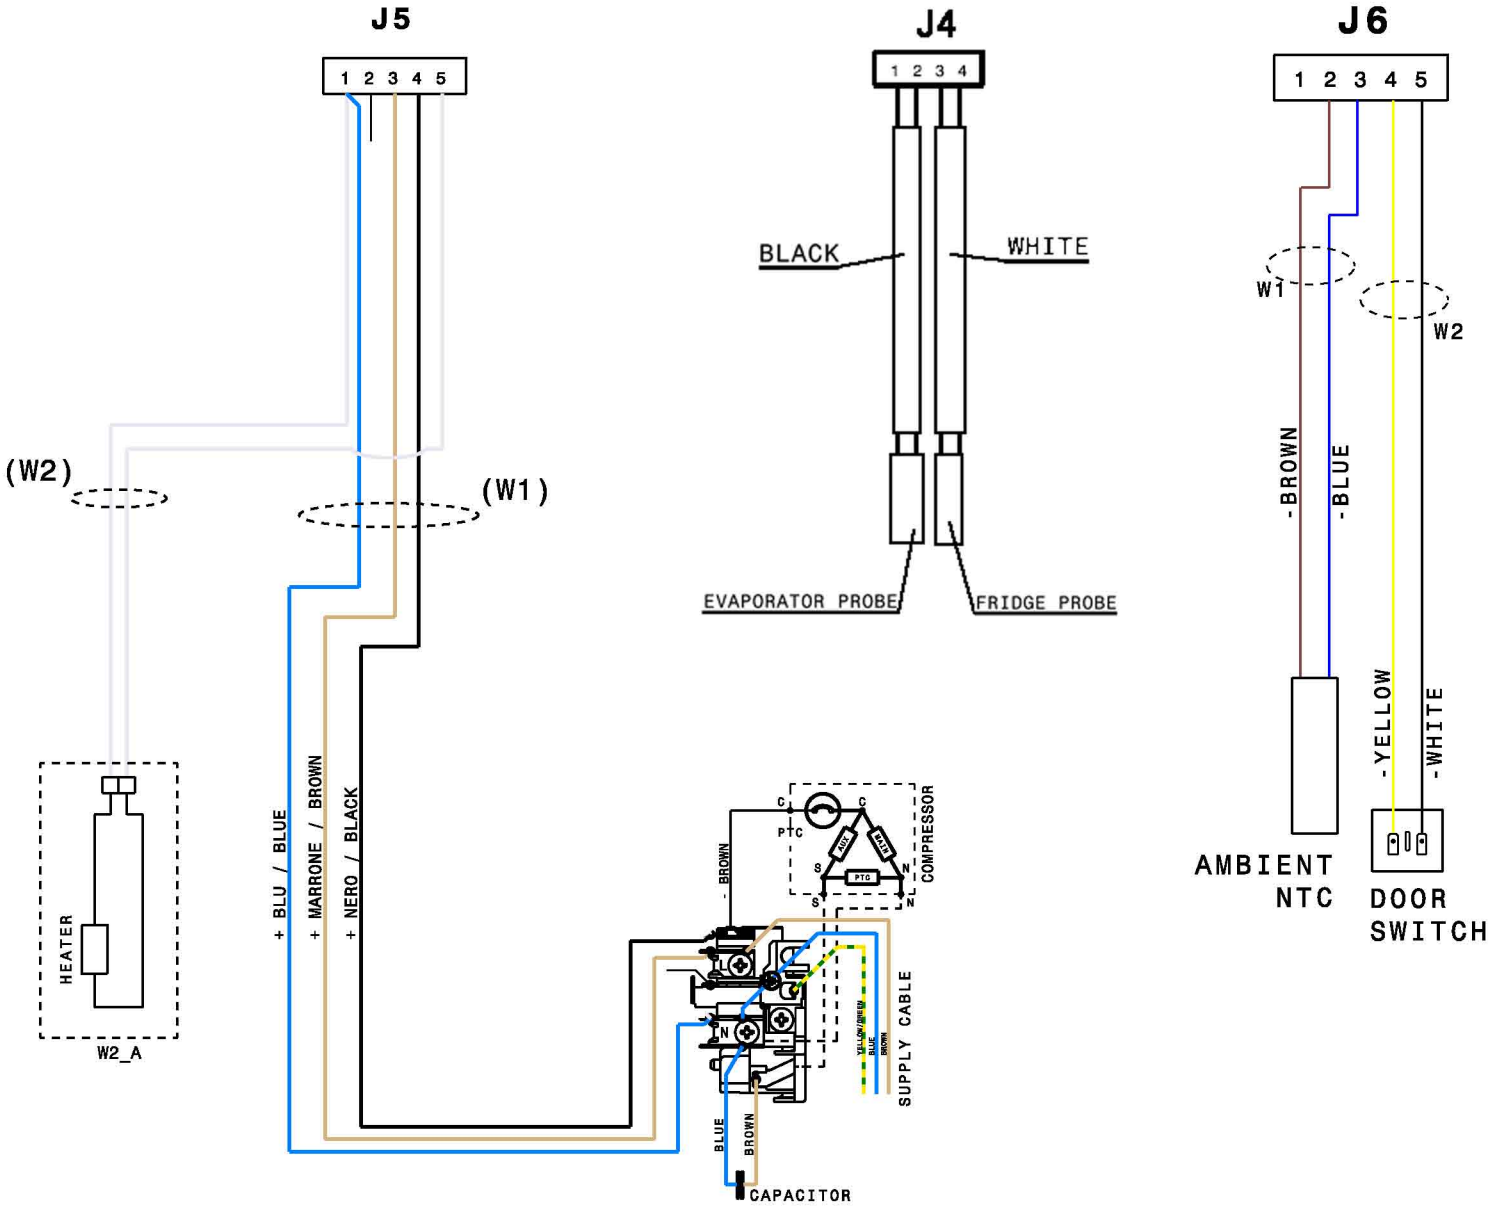 J5
1 2 3 4 5
(W2)
(W1)
+ BLU / BLUE
+ MARRONE / BROWN
+ NERO / BLACK
HEATER
W2_A
J4
1 2 3 4
BLACK
WHITE
EVAPORATOR PROBE
FRIDGE PROBE
J6
1 2 3 4 5
W1
W2
-BROWN
-BLUE
-YELLOW
-WHITE
AMBIENT
NTC
DOOR
SWITCH
C
C
PTC
AUX
MAIN
S
N
PTC
S
N
COMPRESSOR
- BROWN
L
N
YELLOW/GREEN
BLUE
BROWN
SUPPLY CABLE
BLUE
BROWN
CAPACITOR